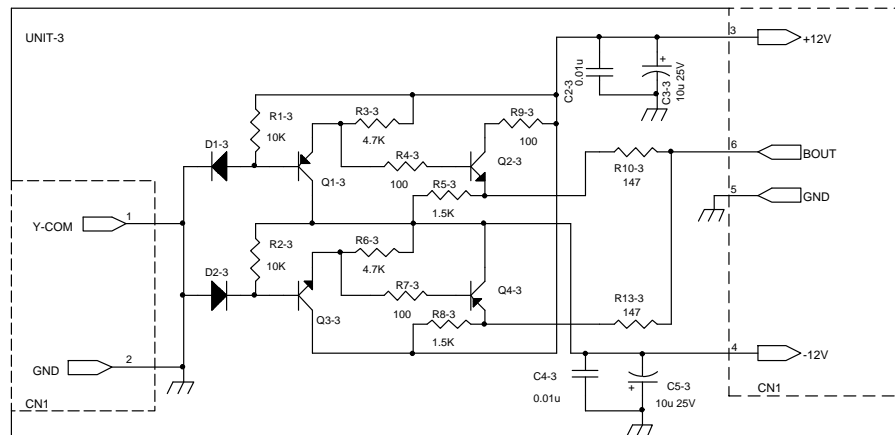 UNIT-3
3
+12V
C2-3
0.01u
+
C3-3
10u 25V
R1-3
10K
R3-3
4.7K
R9-3
100
D1-3
Q1-3
R4-3
100
Q2-3
R5-3
1.5K
R10-3
147
6
BOUT
5
GND
Y-COM
1
R2-3
10K
R6-3
4.7K
D2-3
Q3-3
R7-3
100
Q4-3
R8-3
1.5K
R13-3
147
GND
2
CN1
4
-12V
C4-3
0.01u
+
C5-3
10u 25V
CN1